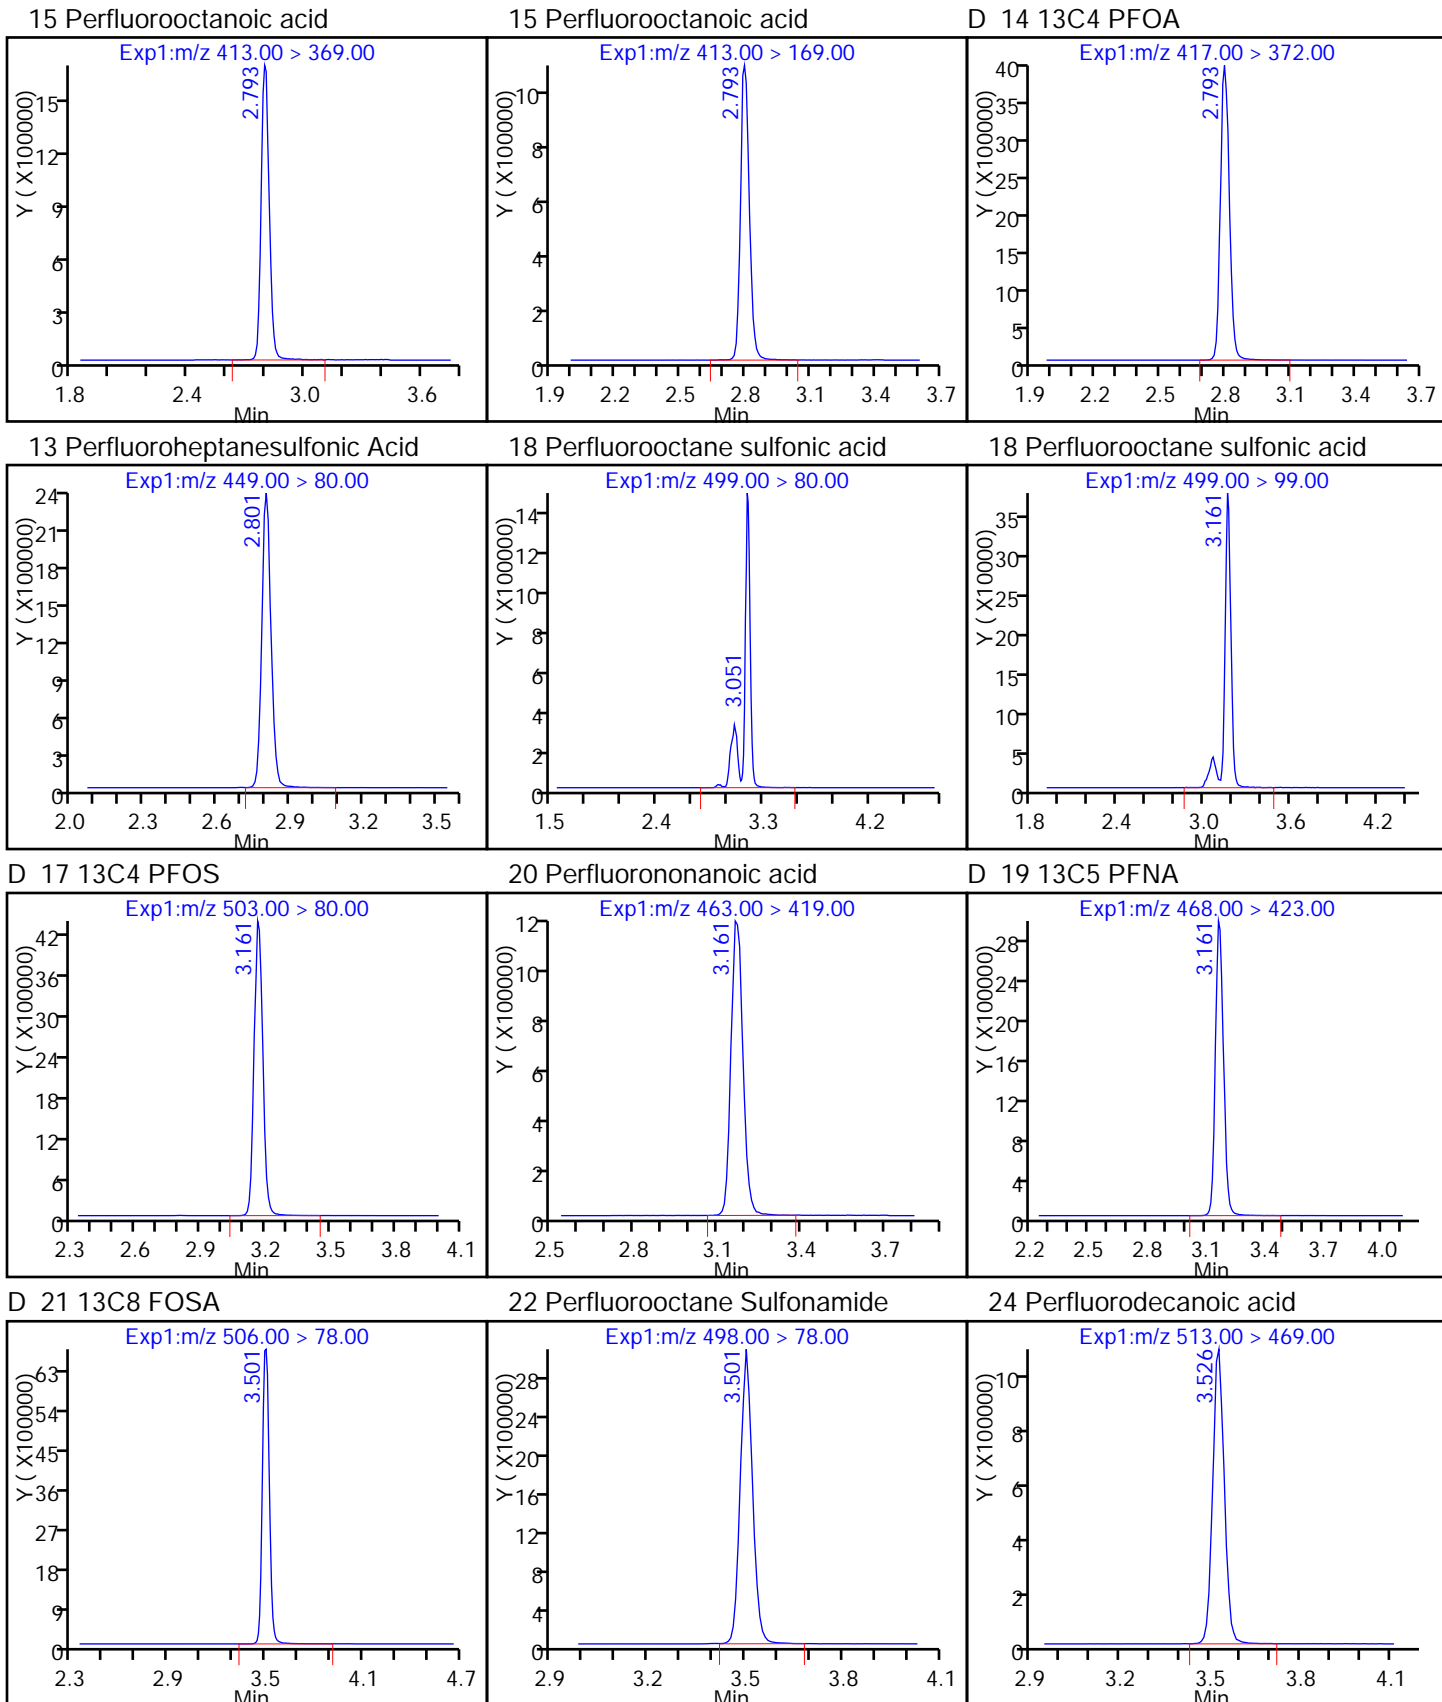 15 Perfluorooctanoic acid
Exp1:m/z 413.00 > 369.00
2.793
Y ( X100000)
15
12
9
6
3
0
1.8 2.4 3.0 3.6
Min
15 Perfluorooctanoic acid
Exp1:m/z 413.00 > 169.00
2.793
Y ( X100000)
10
8
6
4
2
0
1.9 2.2 2.5 2.8 3.1 3.4 3.7
Min
D 14 13C4 PFOA
Exp1:m/z 417.00 > 372.00
2.793
Y ( X100000)
40
35
30
25
20
15
10
5
0
1.9 2.2 2.5 2.8 3.1 3.4 3.7
Min
13 Perfluoroheptanesulfonic Acid
Exp1:m/z 449.00 > 80.00
2.801
Y ( X100000)
24
21
18
15
12
9
6
3
0
2.0 2.3 2.6 2.9 3.2 3.5
Min
18 Perfluorooctane sulfonic acid
Exp1:m/z 499.00 > 80.00
3.051
Y ( X100000)
14
12
10
8
6
4
2
0
1.5 2.4 3.3 4.2
Min
18 Perfluorooctane sulfonic acid
Exp1:m/z 499.00 > 99.00
3.161
Y ( X10000)
35
30
25
20
15
10
5
0
1.8 2.4 3.0 3.6 4.2
Min
D 17 13C4 PFOS
Exp1:m/z 503.00 > 80.00
3.161
Y ( X100000)
42
36
30
24
18
12
6
0
2.3 2.6 2.9 3.2 3.5 3.8 4.1
Min
20 Perfluorononanoic acid
Exp1:m/z 463.00 > 419.00
3.161
Y ( X100000)
12
10
8
6
4
2
0
2.5 2.8 3.1 3.4 3.7
Min
D 19 13C5 PFNA
Exp1:m/z 468.00 > 423.00
3.161
Y ( X100000)
28
24
20
16
12
8
4
0
2.2 2.5 2.8 3.1 3.4 3.7 4.0
Min
D 21 13C8 FOSA
Exp1:m/z 506.00 > 78.00
3.501
Y ( X100000)
63
54
45
36
27
18
9
0
2.3 2.9 3.5 4.1 4.7
Min
22 Perfluorooctane Sulfonamide
Exp1:m/z 498.00 > 78.00
3.501
Y ( X100000)
28
24
20
16
12
8
4
0
2.9 3.2 3.5 3.8 4.1
Min
24 Perfluorodecanoic acid
Exp1:m/z 513.00 > 469.00
3.526
Y ( X100000)
10
8
6
4
2
0
2.9 3.2 3.5 3.8 4.1
Min